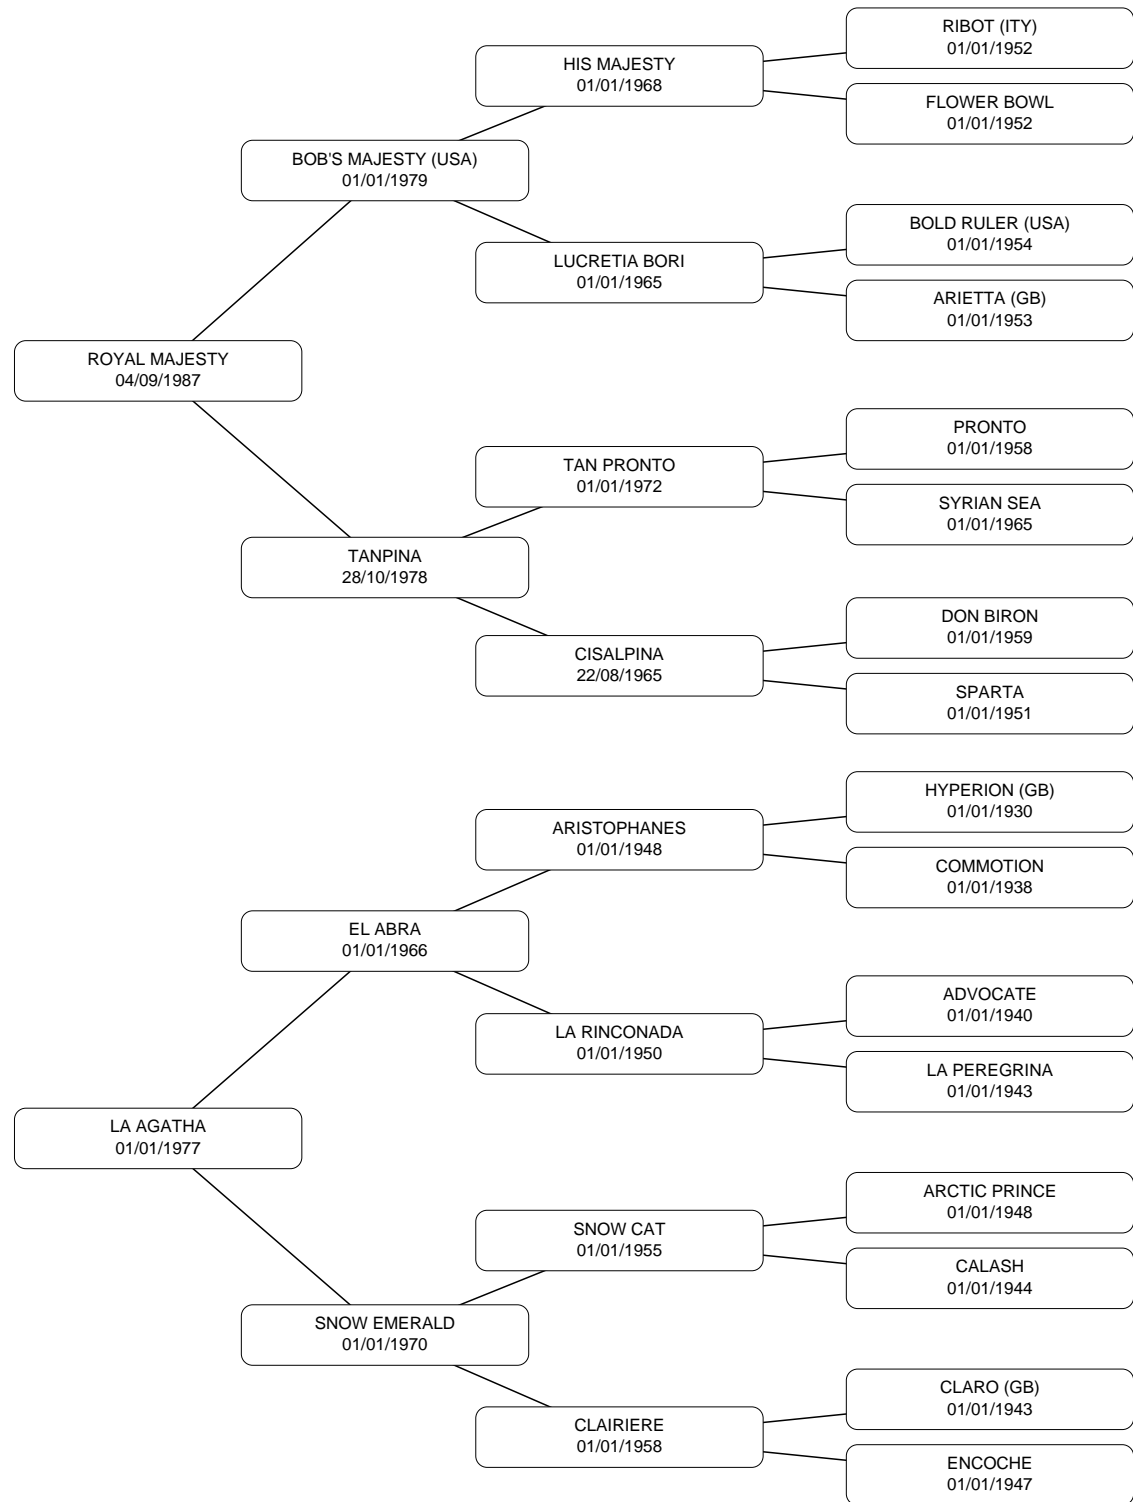 RIBOT (ITY)
01/01/1952
HIS MAJESTY
01/01/1968
FLOWER BOWL
01/01/1952
BOB'S MAJESTY (USA)
01/01/1979
BOLD RULER (USA)
01/01/1954
LUCRETIA BORI
01/01/1965
ARIETTA (GB)
01/01/1953
ROYAL MAJESTY
04/09/1987
PRONTO
01/01/1958
TAN PRONTO
01/01/1972
SYRIAN SEA
01/01/1965
TANPINA
28/10/1978
DON BIRON
01/01/1959
CISALPINA
22/08/1965
SPARTA
01/01/1951
HYPERION (GB)
01/01/1930
ARISTOPHANES
01/01/1948
COMMOTION
01/01/1938
EL ABRA
01/01/1966
ADVOCATE
01/01/1940
LA RINCONADA
01/01/1950
LA PEREGRINA
01/01/1943
LA AGATHA
01/01/1977
ARCTIC PRINCE
01/01/1948
SNOW CAT
01/01/1955
CALASH
01/01/1944
SNOW EMERALD
01/01/1970
CLARO (GB)
01/01/1943
CLAIRIERE
01/01/1958
ENCOCHE
01/01/1947